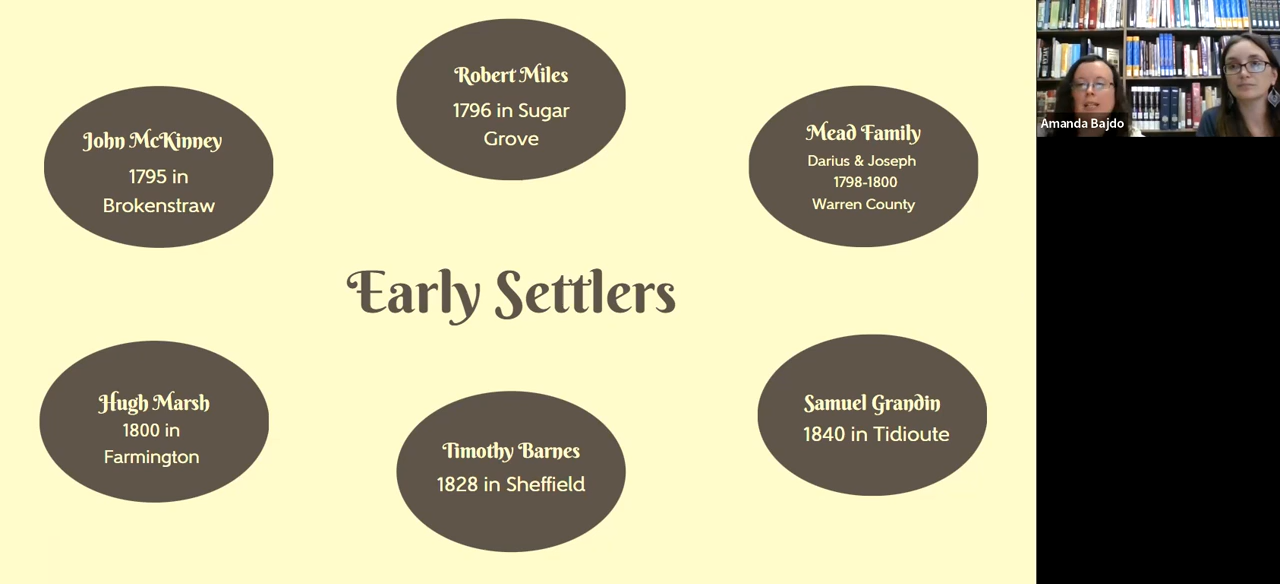 Robert Miles
1796 in Sugar
Grove
John McKinney
1795 in
Brokenstraw
Mead Family
Darius & Joseph
1798-1800
Warren County
Early Settlers
Hugh Marsh
1800 in
Farmington
Timothy Barnes
1828 in Sheffield
Samuel Grandin
1840 in Tidioute
Amanda Bajdo